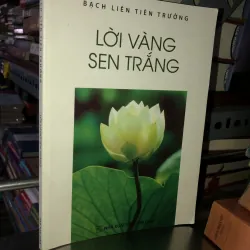 BẠCH LIÊN TIÊN TRƯỞNG
LỜI VÀNG
SEN TRẮNG